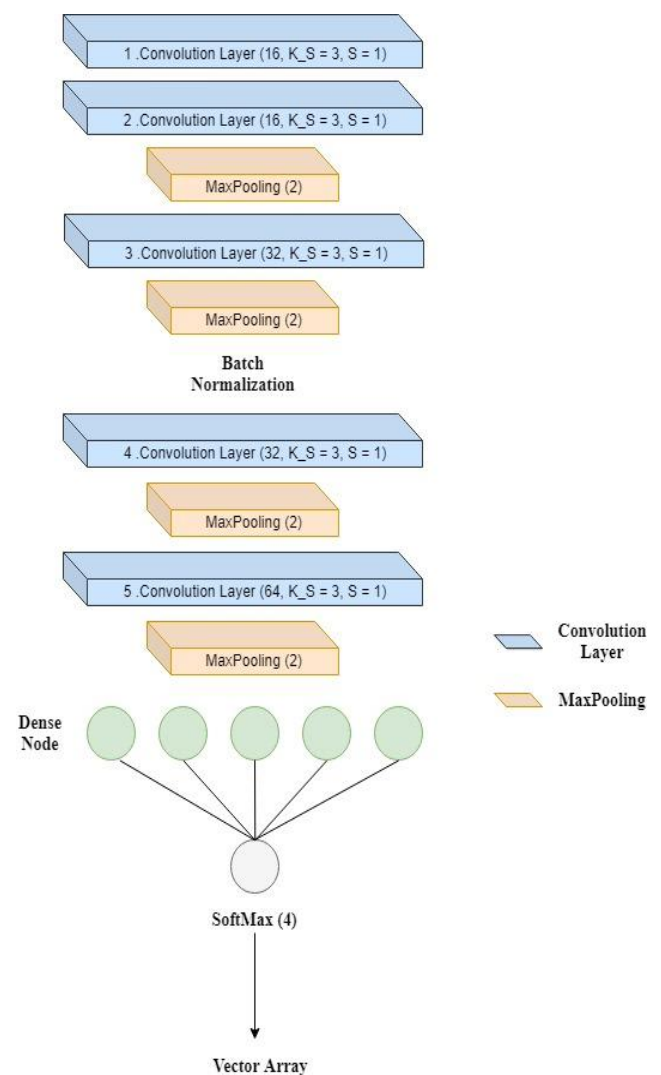 1 .Convolution Layer (16, K_S = 3, S = 1)
2 .Convolution Layer (16, K_S = 3, S = 1)
MaxPooling (2)
3 .Convolution Layer (32, K_S = 3, S = 1)
MaxPooling (2)
Batch
Normalization
4 .Convolution Layer (32, K_S = 3, S = 1)
MaxPooling (2)
5 .Convolution Layer (64, K_S = 3, S = 1)
MaxPooling (2)
Convolution
Layer
MaxPooling
Dense
Node
SoftMax (4)
Vector Array